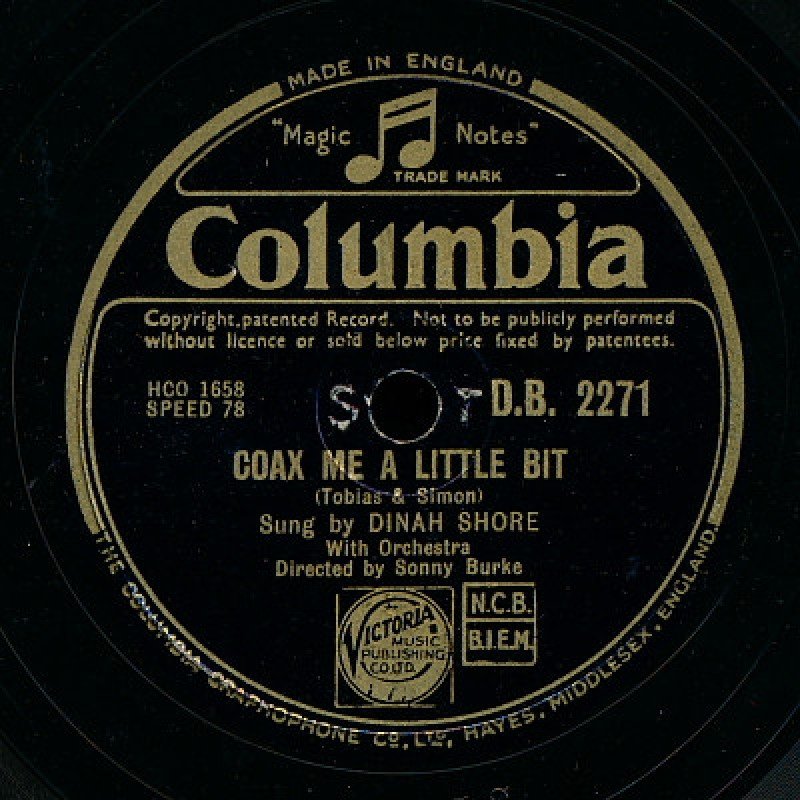 MADE IN ENGLAND
"Magic Notes"
TRADE MARK
Columbia
Copyright, patented Record. Not to be publicly performed
without licence or sold below price fixed by patentees.
HCO 1658
SPEED 78
D.B. 2271
COAX ME A LITTLE BIT
(Tobias & Simon)
Sung by DINAH SHORE
With Orchestra
Directed by Sonny Burke
VICTORIA
MUSIC
PUBLISHING
CO. LTD.
N.C.B.
B.I.E.M.
THE COLUMBIA GRAPHOPHONE Co., LTD., HAYES, MIDDLESEX, ENGLAND.